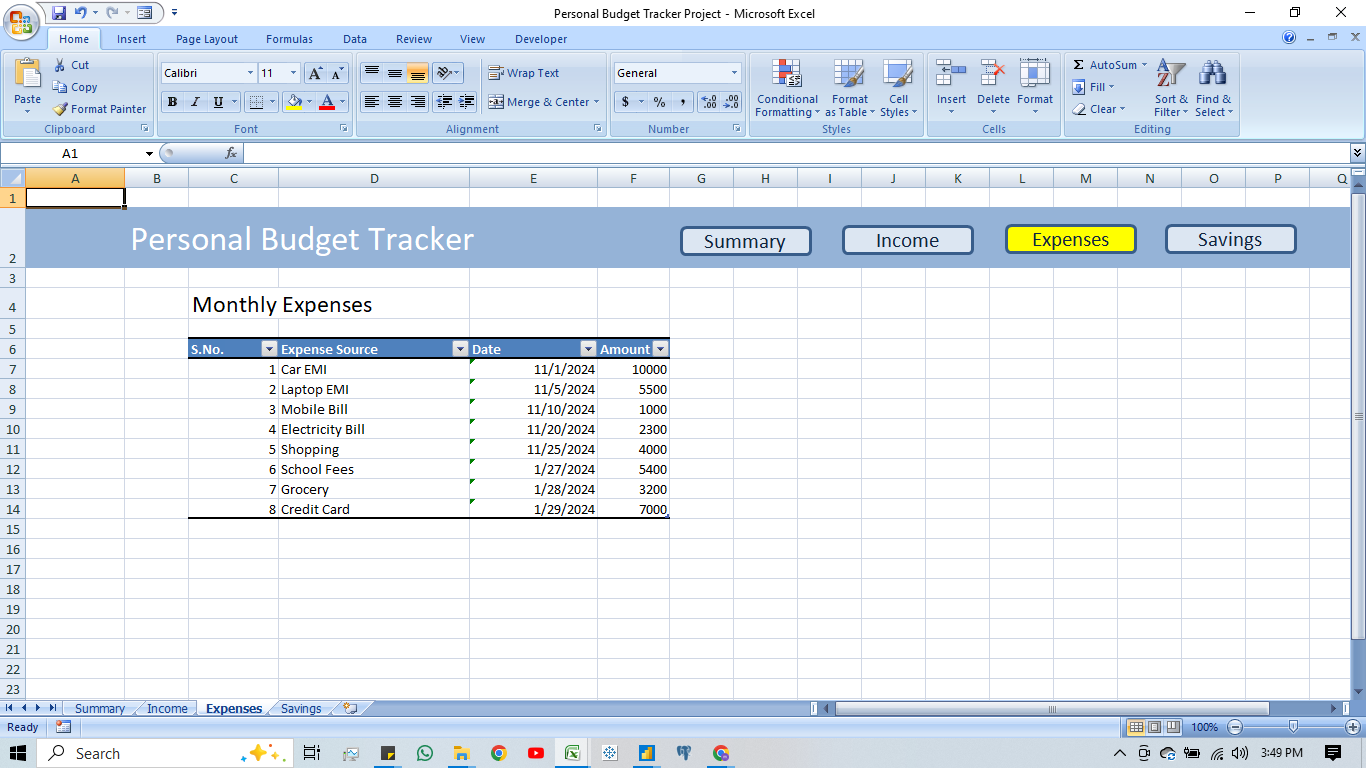 Personal Budget Tracker Project - Microsoft Excel
Home Insert Page Layout Formulas Data Review View Developer
Paste
Cut
Copy
Format Painter
Clipboard
Calibri 11
B I U
Font
Wrap Text
Merge & Center
Alignment
General
$ % ,
Number
Conditional Formatting
Format as Table
Cell Styles
Styles
Insert Delete Format
Cells
Σ AutoSum
Fill
Clear
Sort & Filter
Find & Select
Editing
A1 fx
A B C D E F G H I J K L M N O P Q
1
2 Personal Budget Tracker Summary Income Expenses Savings
3
4 Monthly Expenses
5
6 S.No. Expense Source Date Amount
7 1 Car EMI 11/1/2024 10000
8 2 Laptop EMI 11/5/2024 5500
9 3 Mobile Bill 11/10/2024 1000
10 4 Electricity Bill 11/20/2024 2300
11 5 Shopping 11/25/2024 4000
12 6 School Fees 1/27/2024 5400
13 7 Grocery 1/28/2024 3200
14 8 Credit Card 1/29/2024 7000
15
16
17
18
19
20
21
22
23
Summary Income Expenses Savings
Ready 100%
Search 3:49 PM